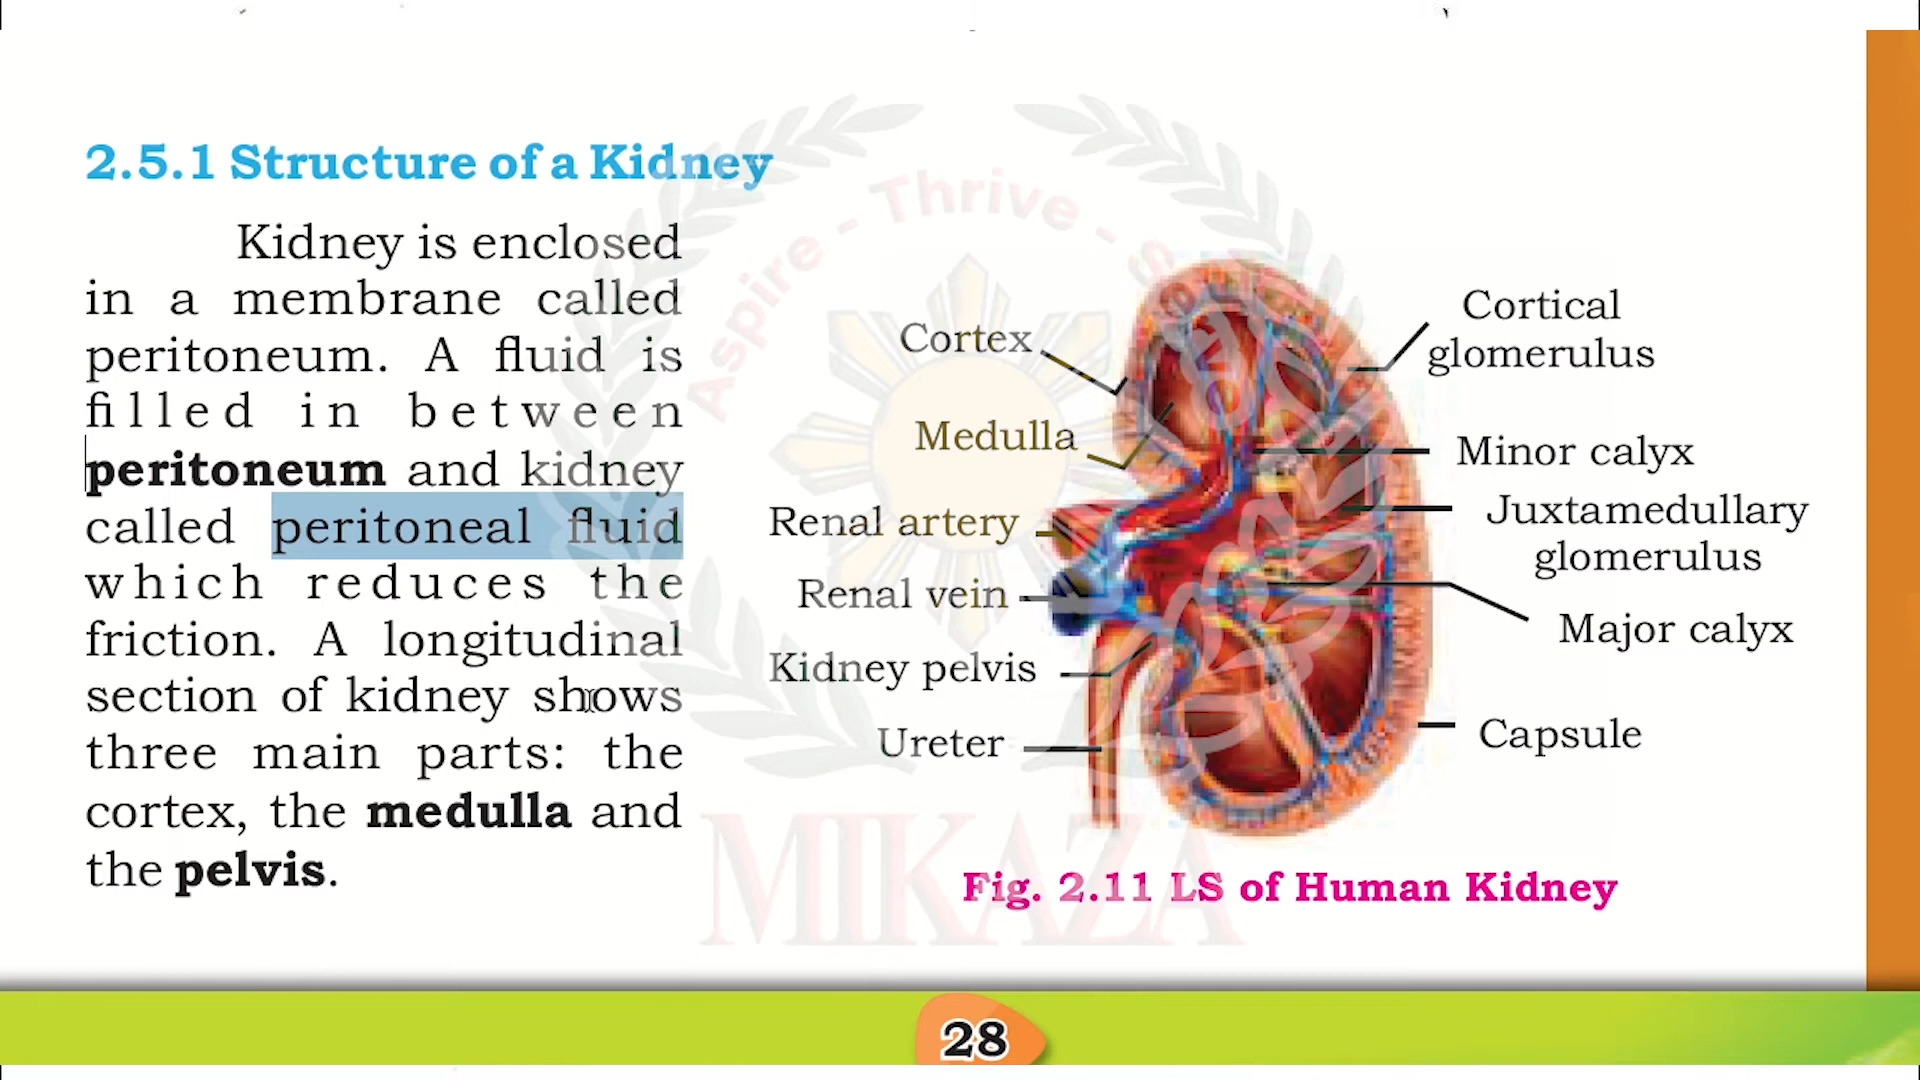 2.5.1 Structure of a Kidney
Kidney is enclosed
in a membrane called
peritoneum. A fluid is
filled in between
peritoneum and kidney
called peritoneal fluid
which reduces the
friction. A longitudinal
section of kidney shows
three main parts: the
cortex, the medulla and
the pelvis.
Cortex
Medulla
Renal artery
Renal vein
Kidney pelvis
Ureter
Cortical
glomerulus
Minor calyx
Juxtamedullary
glomerulus
Major calyx
Capsule
Fig. 2.11 LS of Human Kidney
Aspire - Thrive -
MIKAZA
28